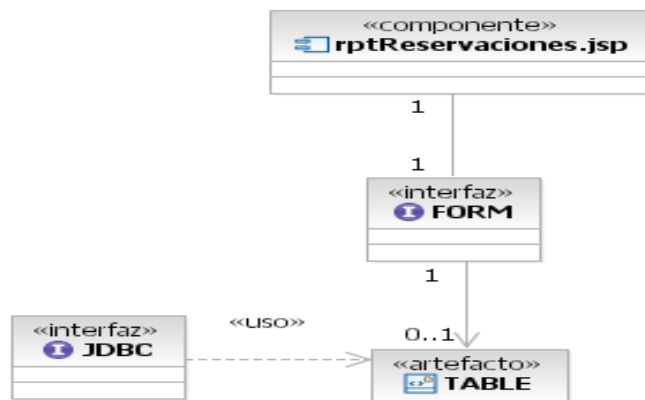 «componente»
rptReservaciones.jsp
1
1
«interfaz»
FORM
1
«uso»
0..1
«interfaz»
JDBC
«artefacto»
TABLE